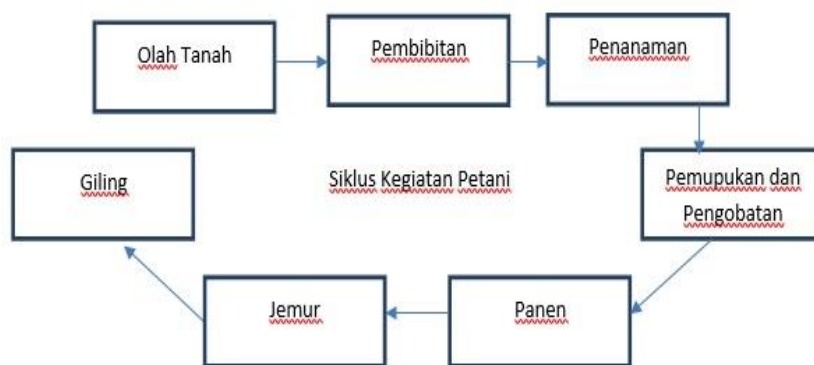 Olah Tanah
Pembibitan
Penanaman
Pemupukan dan
Pengobatan
Panen
Jemur
Giling
Siklus Kegiatan Petani